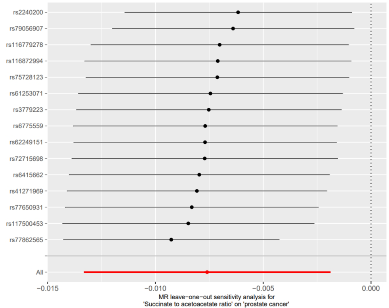 rs2240200
rs79056907
rs116779278
rs116872994
rs75728123
rs61253071
rs3779223
rs6775559
rs62249151
rs72715698
rs6415662
rs41271969
rs77650931
rs117500453
rs77862565
All
−0.015 −0.010 −0.005 0.000
MR leave−one−out sensitivity analysis for
'Succinate to acetoacetate ratio' on 'prostate cancer'